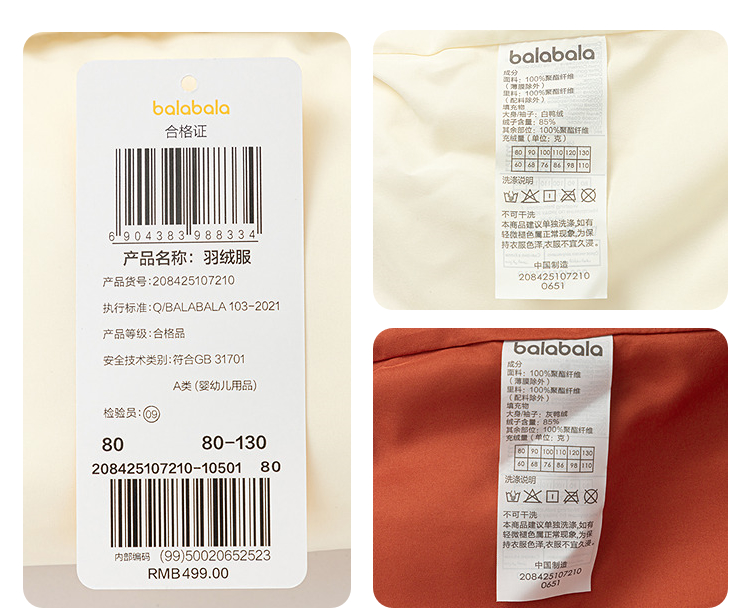 balabala
合格证
6 904383 988334
产品名称: 羽绒服
产品货号: 208425107210
执行标准: Q/BALABALA 103-2021
产品等级: 合格品
安全技术类别: 符合GB 31701
A类 (婴幼儿用品)
检验员: 09
80 80-130
208425107210-10501 80
内部编码 (99)50020652523
RMB499.00
balabala
成分
面料: 100%聚酯纤维
(薄膜除外)
里料: 100%聚酯纤维
(配料除外)
填充物
大身/袖子: 白鸭绒
绒子含量: 85%
其余部位: 100%聚酯纤维
充绒量 (单位: 克)
80 90 100 110 120 130
60 68 76 86 98 110
洗涤说明
不可干洗
本商品建议单独洗涤,如有
轻微褪色属正常现象,为保
持衣服色泽,衣服不宜久浸。
中国制造
208425107210
0651
balabala
成分
面料: 100%聚酯纤维
(薄膜除外)
里料: 100%聚酯纤维
(配料除外)
填充物
大身/袖子: 灰鸭绒
绒子含量: 85%
其余部位: 100%聚酯纤维
充绒量 (单位: 克)
80 90 100 110 120 130
60 68 76 86 98 110
洗涤说明
不可干洗
本商品建议单独洗涤,如有
轻微褪色属正常现象,为保
持衣服色泽,衣服不宜久浸。
中国制造
208425107210
0651